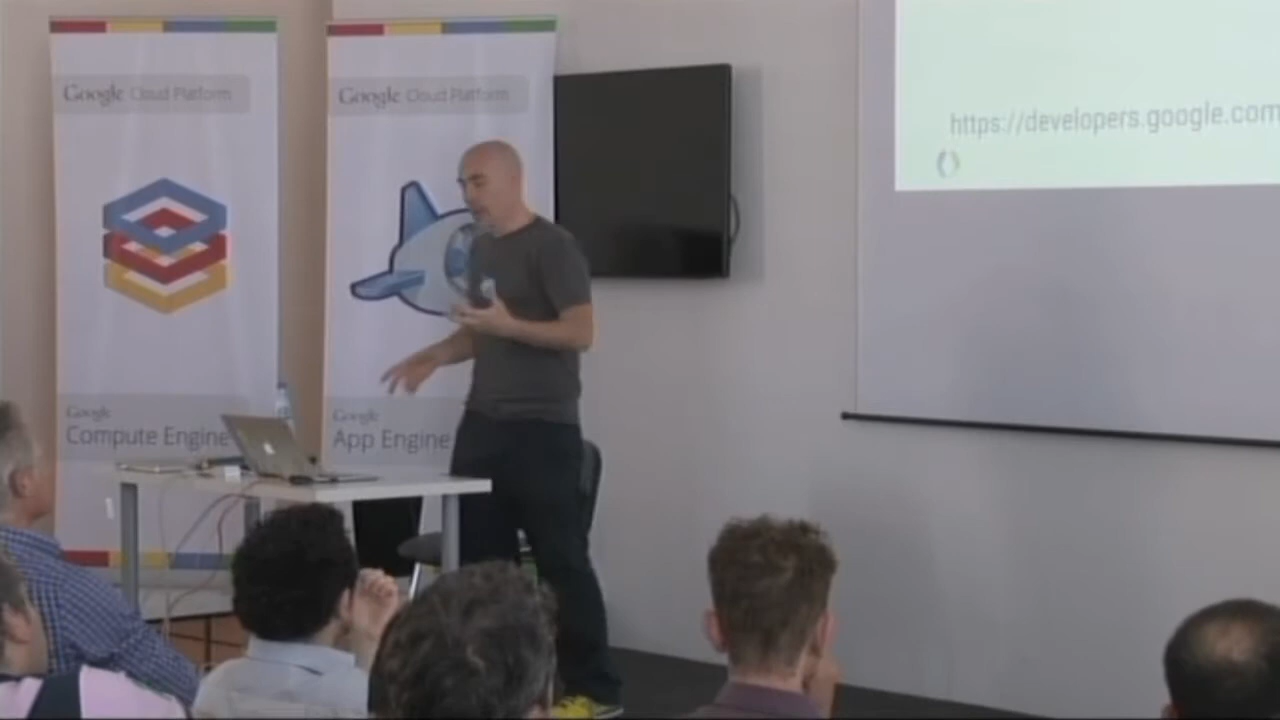 Google Cloud Platform
Google
Compute Engine
Google Cloud Platform
Google
App Engine
https://developers.google.com